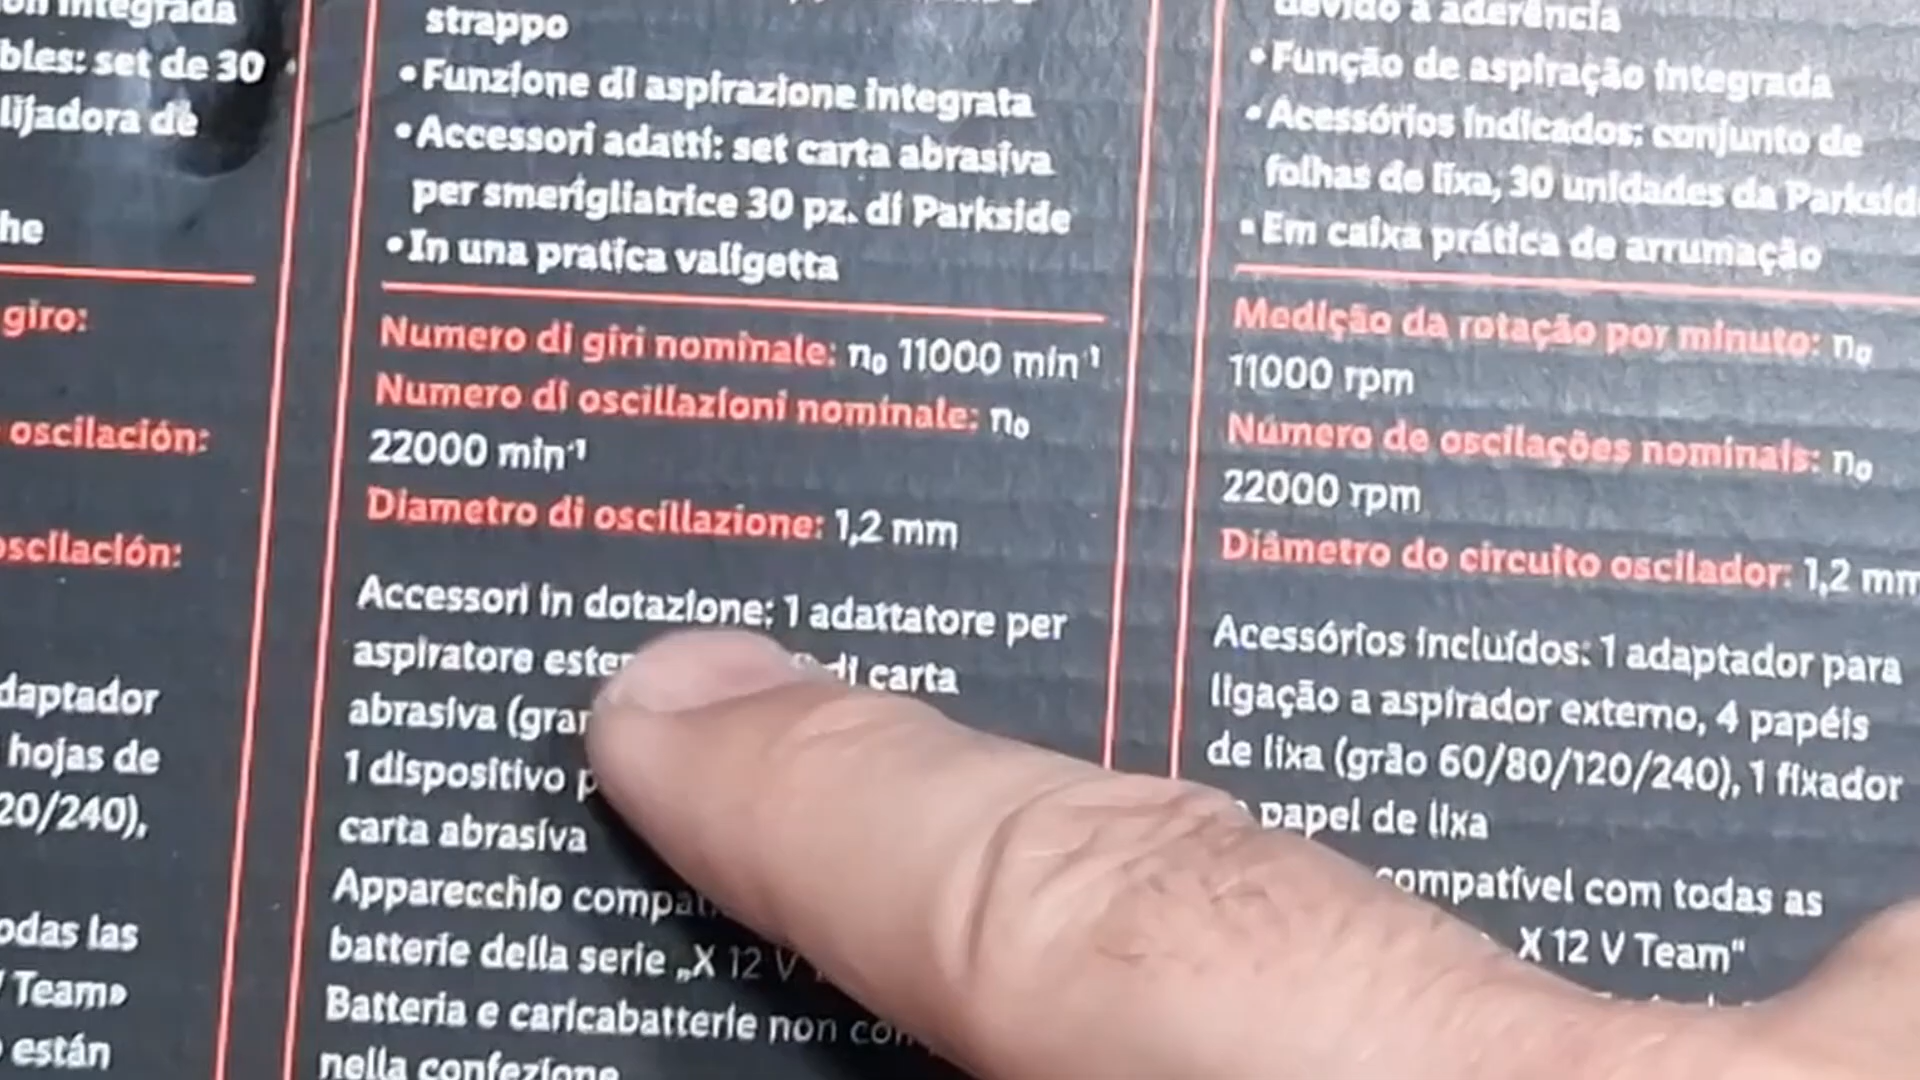 integrada
bles: set de 30
lijadora de
he
giro:
oscilación:
oscilación:
daptador
hojas de
20/240),
odas las
Team»
están
strappo
• Funzione di aspirazione integrata
• Accessori adatti: set carta abrasiva
per smerigliatrice 30 pz. di Parkside
• In una pratica valigetta
Numero di giri nominale: n₀ 11000 min⁻¹
Numero di oscillazioni nominale: n₀
22000 min⁻¹
Diametro di oscillazione: 1,2 mm
Accessori in dotazione: 1 adattatore per
aspiratore ester di carta
abrasiva (gran
1 dispositivo p
carta abrasiva
Apparecchio compat
batterie della serie „X 12 V
Batteria e caricabatterie non con
nella confezione
devido a aderência
• Função de aspiração integrada
• Acessórios indicados: conjunto de
folhas de lixa, 30 unidades da Parksid
• Em caixa prática de arrumação
Medição da rotação por minuto: n₀
11000 rpm
Número de oscilações nominais: n₀
22000 rpm
Diâmetro do circuito oscilador: 1,2 mm
Acessórios incluídos: 1 adaptador para
ligação a aspirador externo, 4 papéis
de lixa (grão 60/80/120/240), 1 fixador
papel de lixa
compatível com todas as
X 12 V Team“